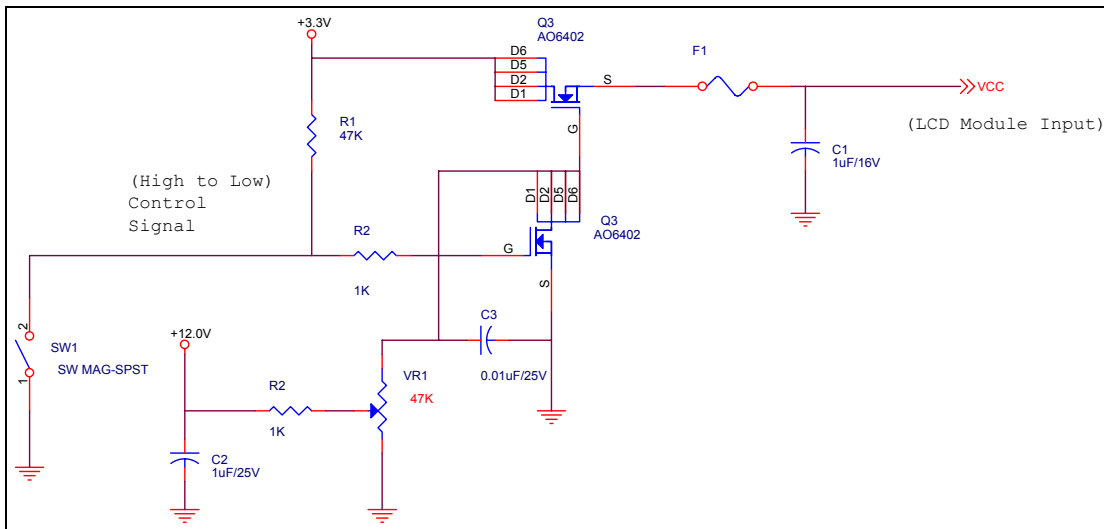 +3.3V
Q3
AO6402
D6
D5
D2
D1
S
G
F1
VCC
(LCD Module Input)
R1
47K
C1
1uF/16V
(High to Low)
Control
Signal
D1
D2
D5
D6
Q3
AO6402
R2
G
1K
S
2
SW1
SW MAG-SPST
1
+12.0V
C3
0.01uF/25V
R2
1K
VR1
47K
C2
1uF/25V